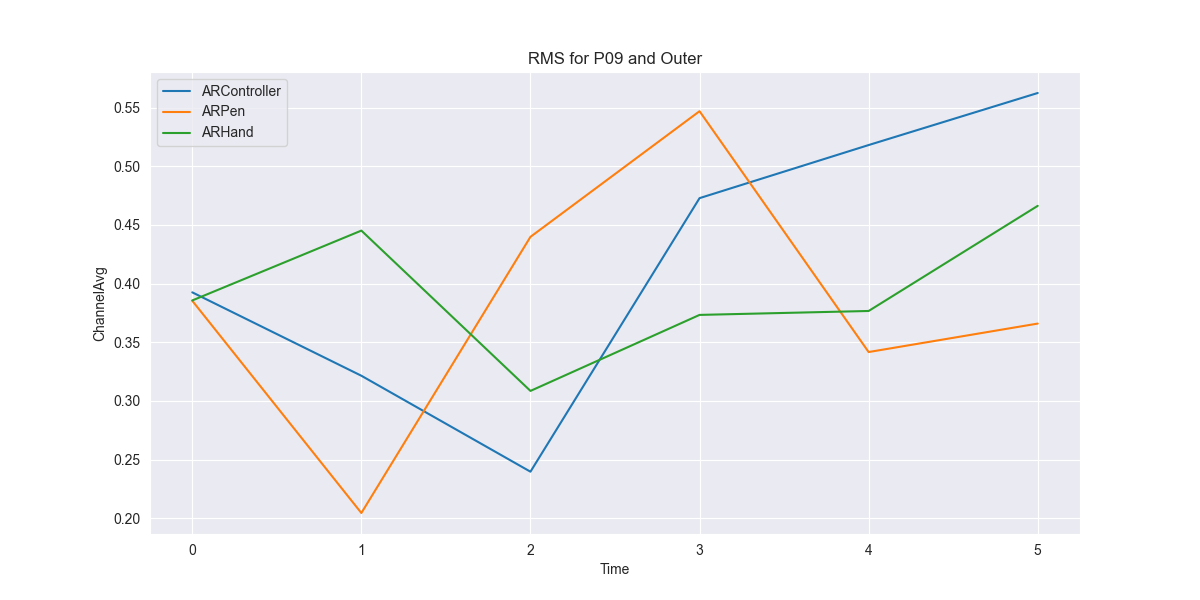 RMS for P09 and Outer
ARController
ARPen
ARHand
ChannelAvg
0.55
0.50
0.45
0.40
0.35
0.30
0.25
0.20
0 1 2 3 4 5
Time